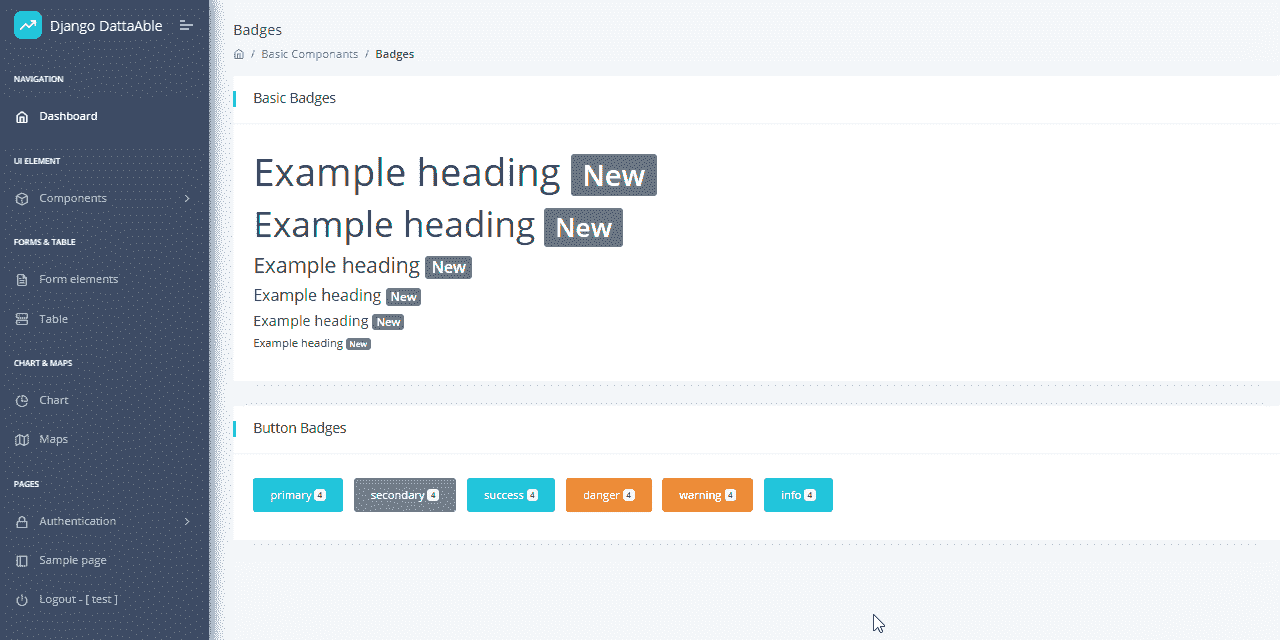 Django DattaAble
NAVIGATION
Dashboard
UI ELEMENT
Components
FORMS & TABLE
Form elements
Table
CHART & MAPS
Chart
Maps
PAGES
Authentication
Sample page
Logout - [ test ]
Badges
/ Basic Componants / Badges
Basic Badges
Example heading New
Example heading New
Example heading New
Example heading New
Example heading New
Example heading New
Button Badges
primary 4 secondary 4 success 4 danger 4 warning 4 info 4